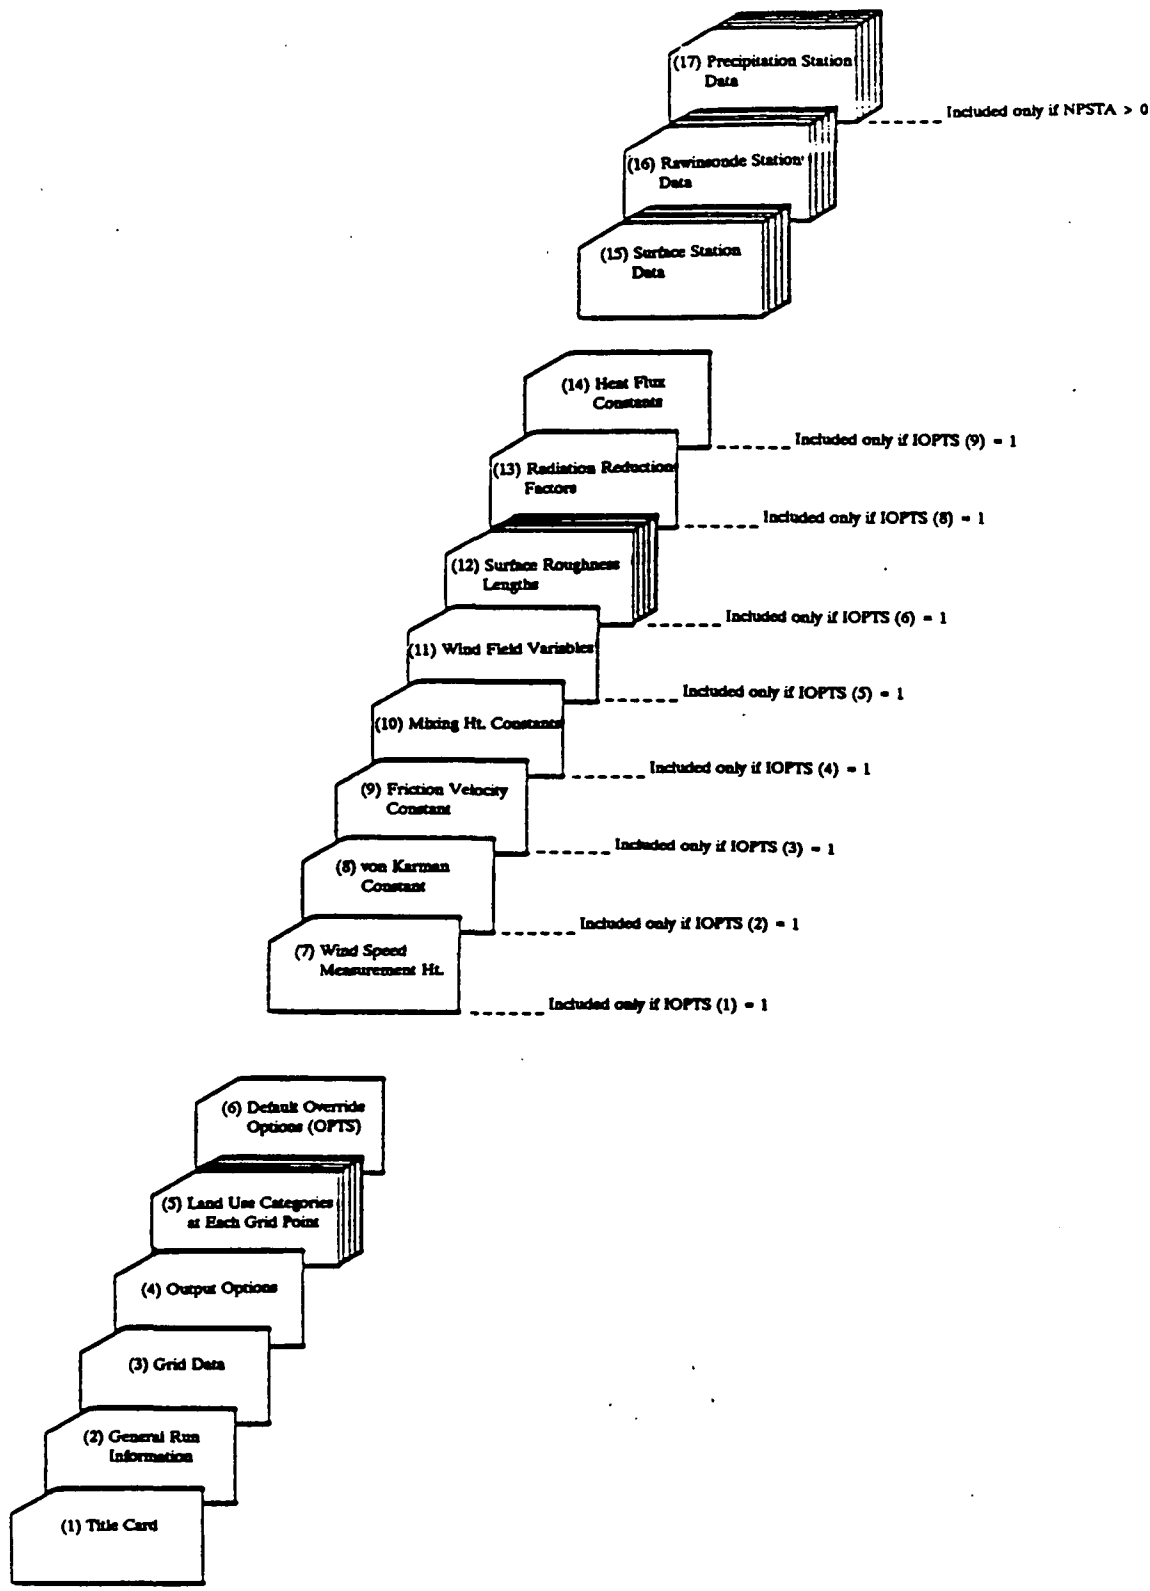 (17) Precipitation Station
Data
Included only if NPSTA > 0
(16) Rawinsonde Station
Data
(15) Surface Station
Data
(14) Heat Flux
Constants
Included only if IOPTS (9) = 1
(13) Radiation Reduction
Factors
Included only if IOPTS (8) = 1
(12) Surface Roughness
Lengths
Included only if IOPTS (6) = 1
(11) Wind Field Variables
Included only if IOPTS (5) = 1
(10) Mixing Ht. Constants
Included only if IOPTS (4) = 1
(9) Friction Velocity
Constant
Included only if IOPTS (3) = 1
(8) von Karman
Constant
Included only if IOPTS (2) = 1
(7) Wind Speed
Measurement Ht.
Included only if IOPTS (1) = 1
(6) Default Override
Options (OPTS)
(5) Land Use Categories
at Each Grid Point
(4) Output Options
(3) Grid Data
(2) General Run
Information
(1) Title Card